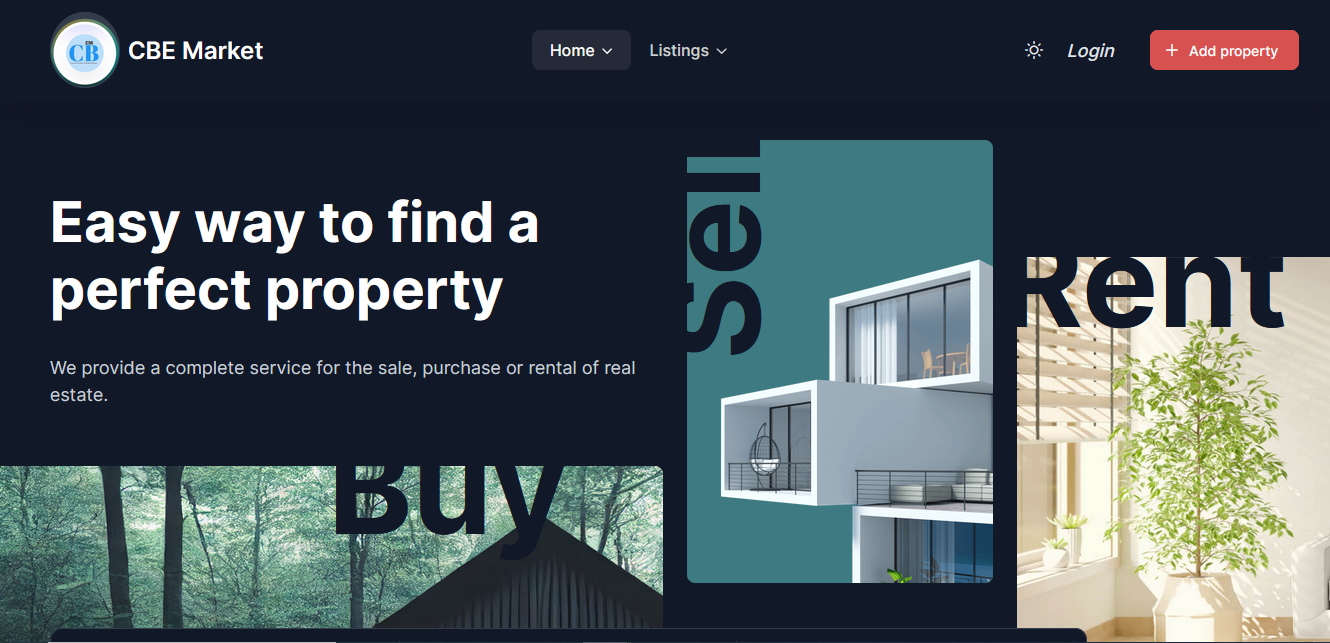 CB
CBE Market
Home
Listings
Login
+ Add property
Easy way to find a
perfect property
We provide a complete service for the sale, purchase or rental of real
estate.
Sell
Rent
Buy